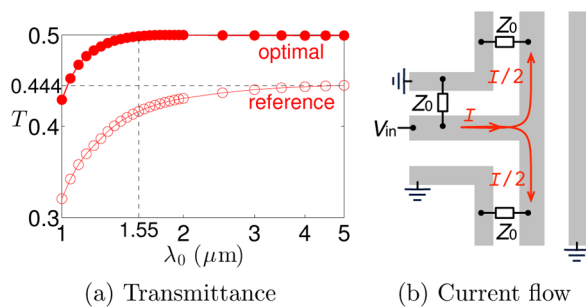 0.5
0.444
0.4
0.3
T
optimal
reference
1
1.55
2
3
4
5
λ₀ (μm)
(a) Transmittance
Z₀
I/2
Z₀
I
Vin
I/2
Z₀
(b) Current flow